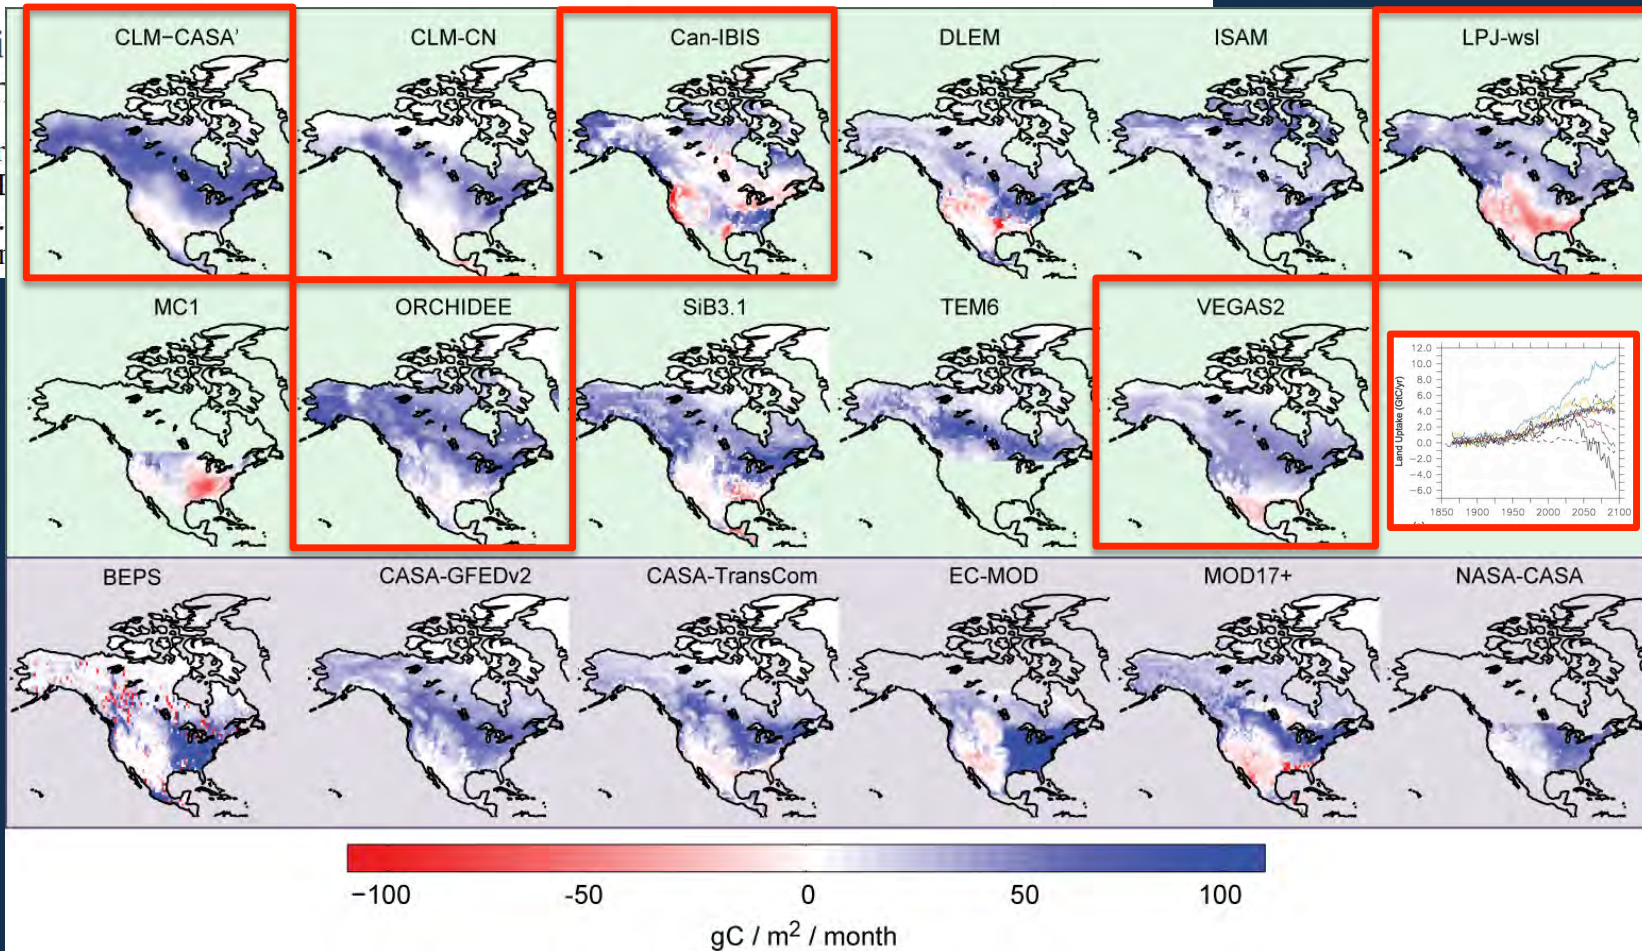 CLM−CASA' CLM-CN Can-IBIS DLEM ISAM LPJ-wsl
MC1 ORCHIDEE SiB3.1 TEM6 VEGAS2
12.0
10.0
8.0
6.0
4.0
2.0
0.0
−2.0
−4.0
−6.0
Land Uptake (GtC/yr)
1850 1900 1950 2000 2050 2100
BEPS CASA-GFEDv2 CASA-TransCom EC-MOD MOD17+ NASA-CASA
−100 -50 0 50 100
gC / m² / month